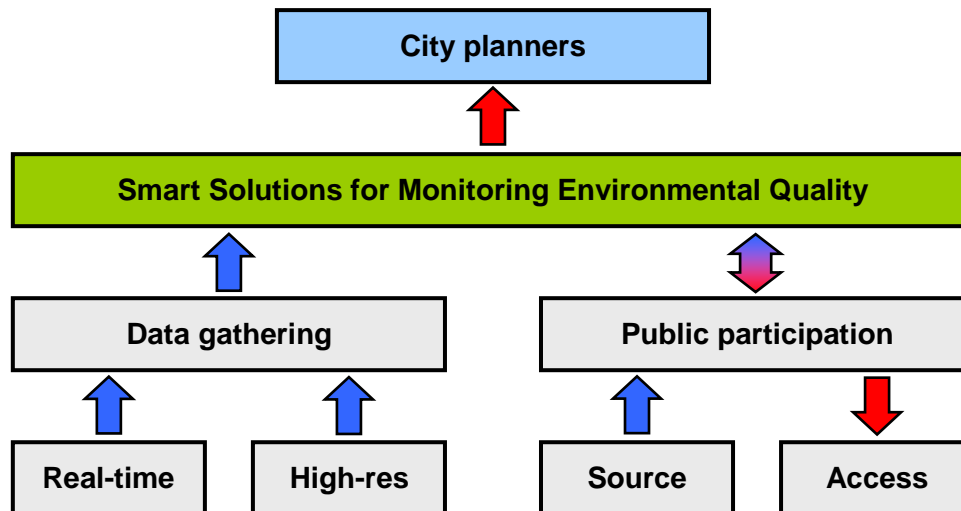 City planners
Smart Solutions for Monitoring Environmental Quality
Data gathering
Public participation
Real-time
High-res
Source
Access